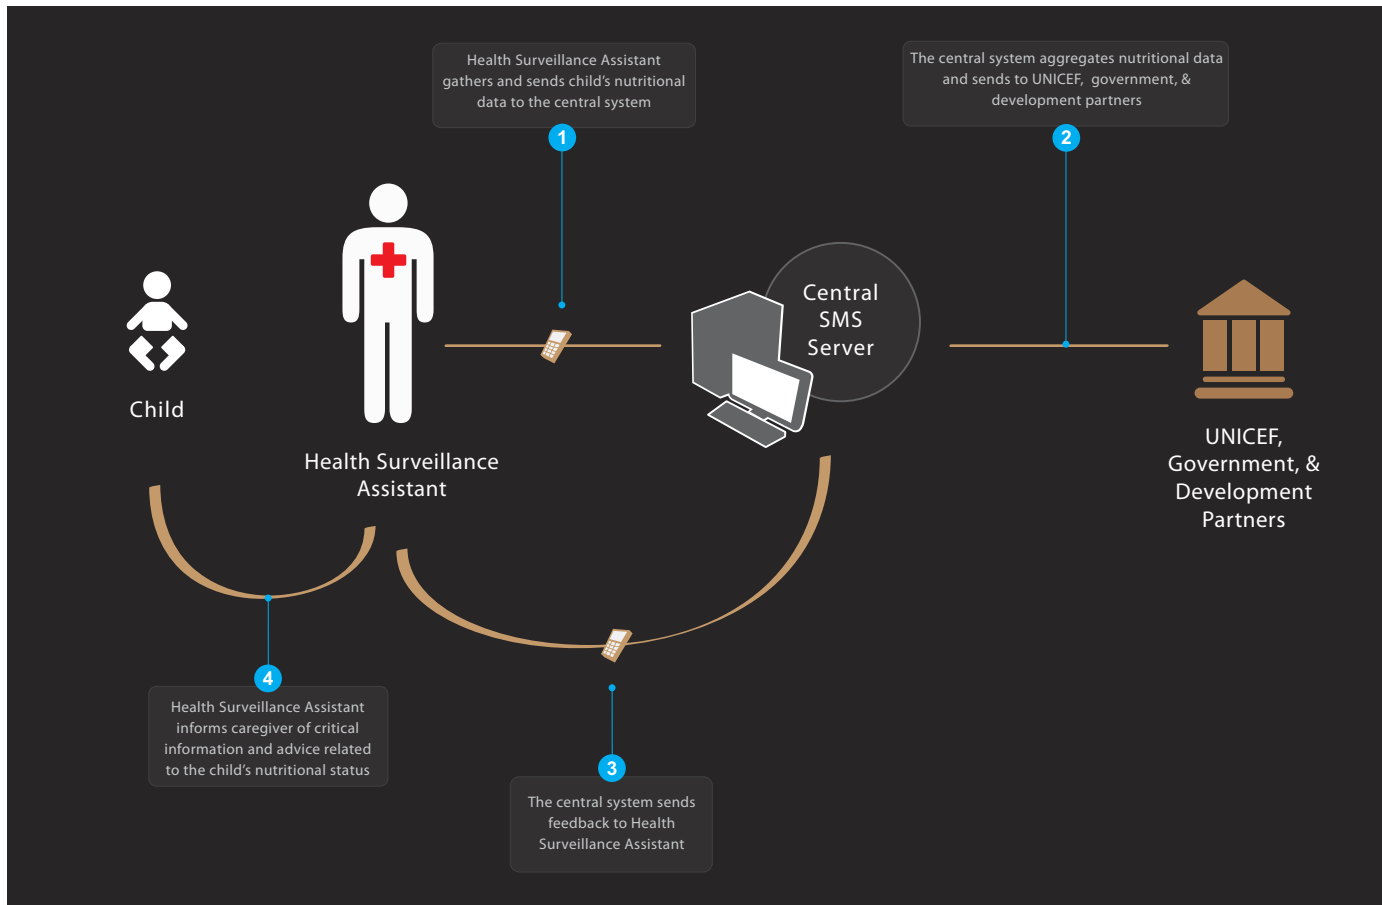 Health Surveillance Assistant
gathers and sends child’s nutritional
data to the central system
1
The central system aggregates nutritional data
and sends to UNICEF, government, &
development partners
2
Central
SMS
Server
Child
Health Surveillance
Assistant
UNICEF,
Government, &
Development
Partners
4
Health Surveillance Assistant
informs caregiver of critical
information and advice related
to the child’s nutritional status
3
The central system sends
feedback to Health
Surveillance Assistant